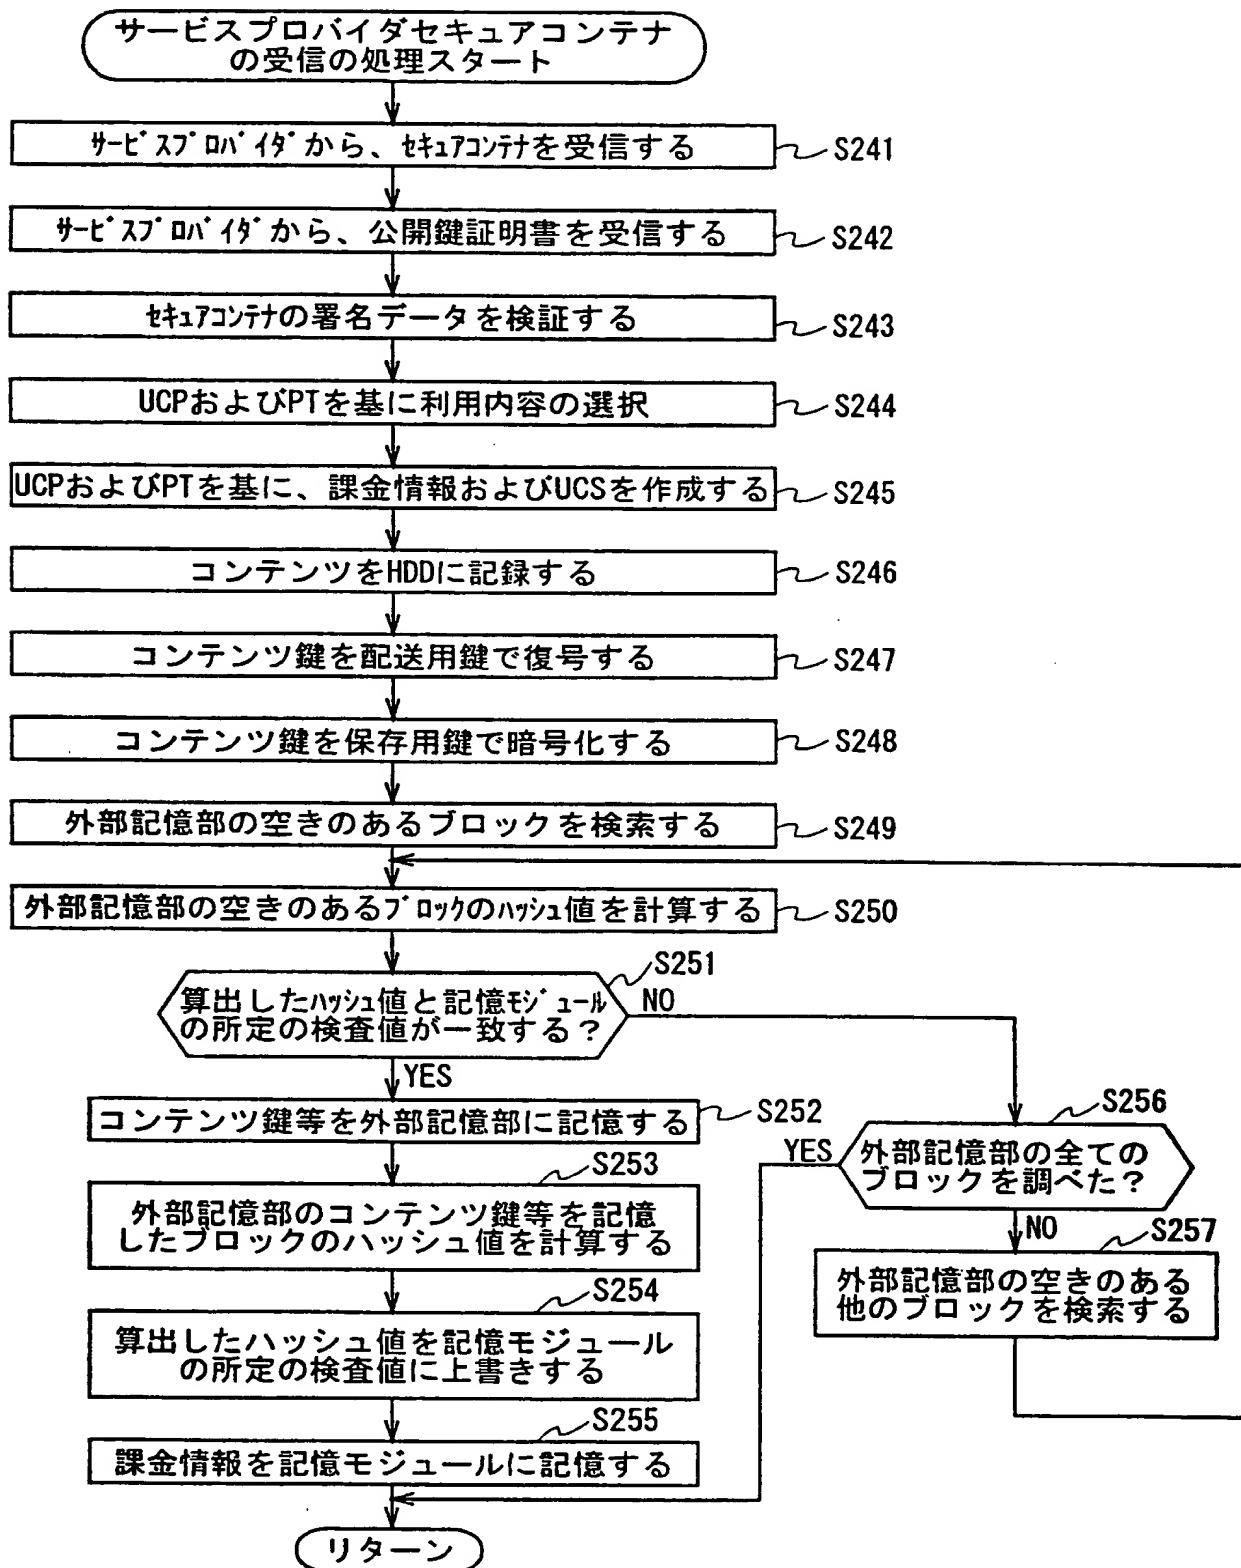 サービスプロバイダセキュアコンテナ
の受信の処理スタート
ｻｰﾋﾞｽﾌﾟﾛﾊﾞｲﾀﾞから、ｾｷｭｱｺﾝﾃﾅを受信する
S241
ｻｰﾋﾞｽﾌﾟﾛﾊﾞｲﾀﾞから、公開鍵証明書を受信する
S242
ｾｷｭｱｺﾝﾃﾅの署名データを検証する
S243
UCPおよびPTを基に利用内容の選択
S244
UCPおよびPTを基に、課金情報およびUCSを作成する
S245
コンテンツをHDDに記録する
S246
コンテンツ鍵を配送用鍵で復号する
S247
コンテンツ鍵を保存用鍵で暗号化する
S248
外部記憶部の空きのあるブロックを検索する
S249
外部記憶部の空きのあるﾌﾞﾛｯｸのﾊｯｼｭ値を計算する
S250
S251
算出したﾊｯｼｭ値と記憶ﾓｼﾞｭｰﾙ
の所定の検査値が一致する？
NO
YES
コンテンツ鍵等を外部記憶部に記憶する
S252
S253
外部記憶部のコンテンツ鍵等を記憶
したブロックのハッシュ値を計算する
S254
算出したハッシュ値を記憶モジュール
の所定の検査値に上書きする
S255
課金情報を記憶モジュールに記憶する
S256
YES
外部記憶部の全ての
ブロックを調べた？
NO
S257
外部記憶部の空きのある
他のブロックを検索する
リターン